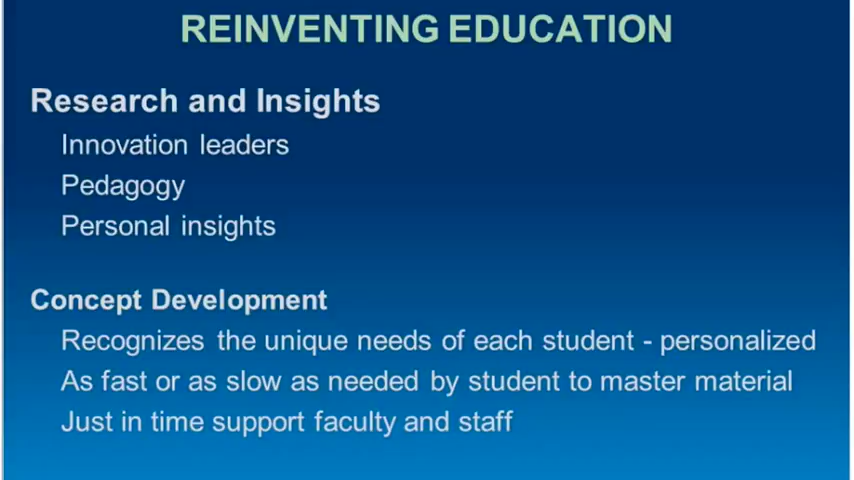 REINVENTING EDUCATION
Research and Insights
Innovation leaders
Pedagogy
Personal insights
Concept Development
Recognizes the unique needs of each student - personalized
As fast or as slow as needed by student to master material
Just in time support faculty and staff